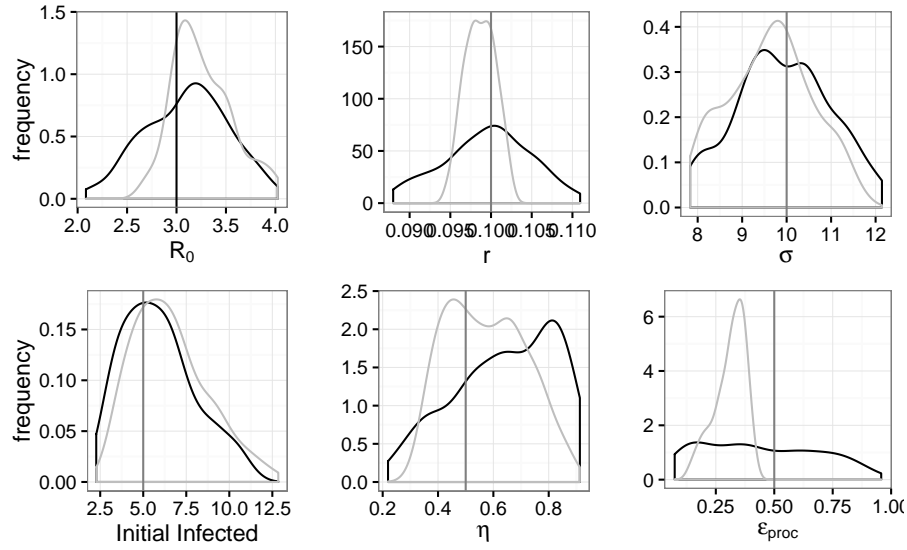 frequency
1.5
1.0
0.5
0.0
2.0 2.5 3.0 3.5 4.0
R0
150
100
50
0
0.090 0.095 0.100 0.105 0.110
r
0.4
0.3
0.2
0.1
0.0
8 9 10 11 12
σ
frequency
0.15
0.10
0.05
0.00
2.5 5.0 7.5 10.0 12.5
Initial Infected
2.5
2.0
1.5
1.0
0.5
0.0
0.2 0.4 0.6 0.8
η
6
4
2
0
0.25 0.50 0.75 1.00
εproc